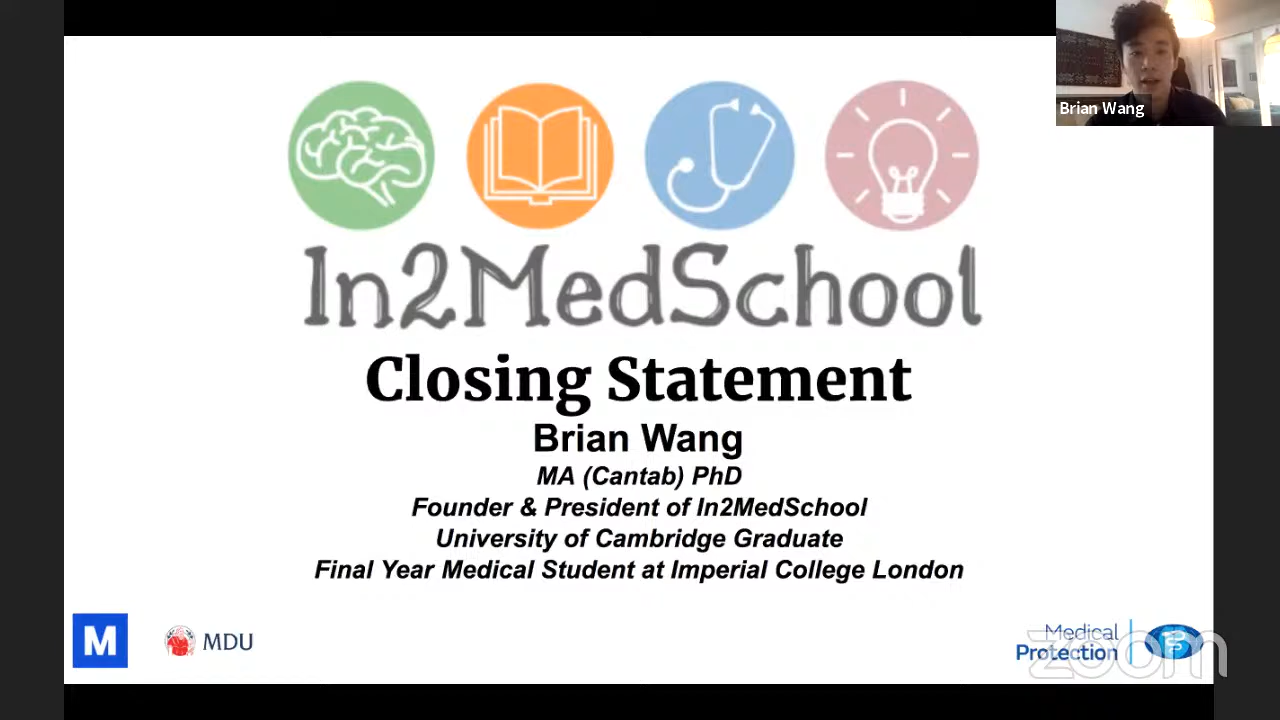 Brian Wang
In2MedSchool
Closing Statement
Brian Wang
MA (Cantab) PhD
Founder & President of In2MedSchool
University of Cambridge Graduate
Final Year Medical Student at Imperial College London
M
MDU
Medical
Protection
zoom